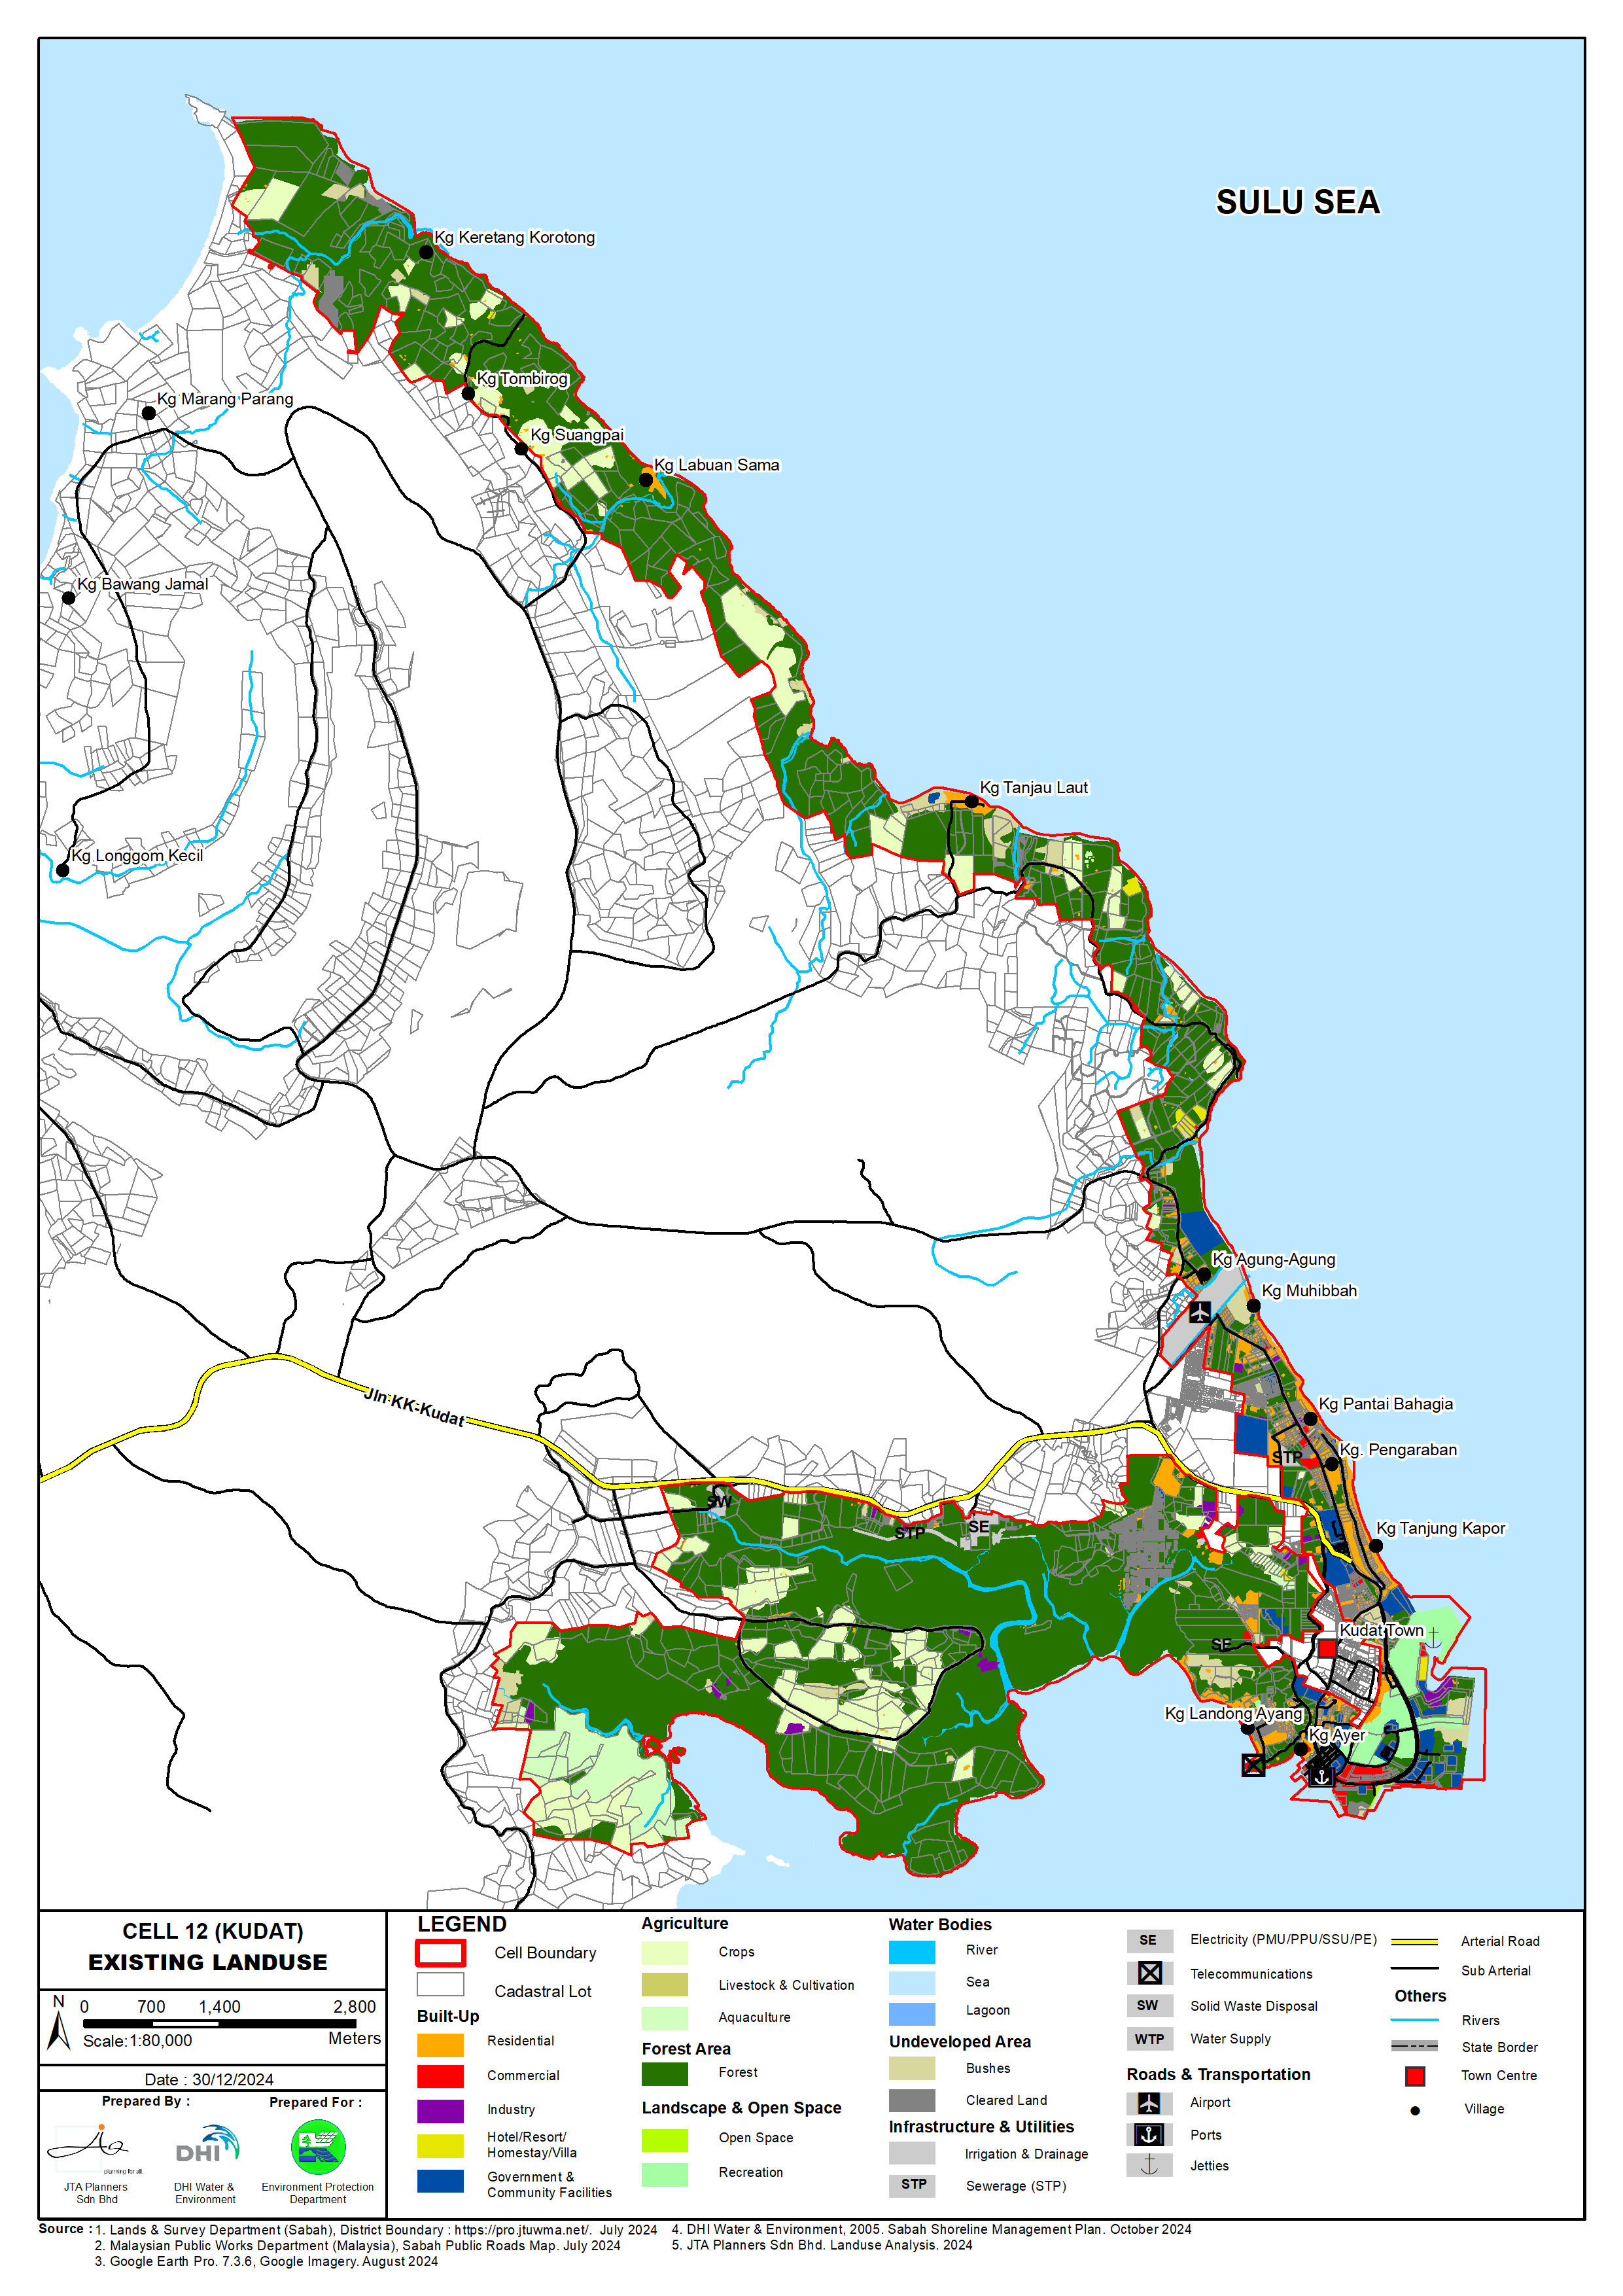 SULU SEA
Kg Keretang Korotong
Kg Tombirog
Kg Marang Parang
Kg Suangpai
Kg Labuan Sama
Kg Bawang Jamal
Kg Tanjau Laut
Kg Longgom Kecil
Kg Agung-Agung
Kg Muhibbah
Jln KK-Kudat
Kg Pantai Bahagia
Kg. Pengaraban
STP
SW
STP
SE
Kg Tanjung Kapor
Kudat Town
SE
Kg Landong Ayang
Kg Ayer
CELL 12 (KUDAT)
EXISTING LANDUSE
N
0 700 1,400 2,800
Scale:1:80,000 Meters
Date : 30/12/2024
Prepared By :
Prepared For :
planning for all.
DHI
JTA Planners
Sdn Bhd
DHI Water &
Environment
Environment Protection
Department
LEGEND
Cell Boundary
Cadastral Lot
Built-Up
Residential
Commercial
Industry
Hotel/Resort/
Homestay/Villa
Government &
Community Facilities
Agriculture
Crops
Livestock & Cultivation
Aquaculture
Forest Area
Forest
Landscape & Open Space
Open Space
Recreation
Water Bodies
River
Sea
Lagoon
Undeveloped Area
Bushes
Cleared Land
Infrastructure & Utilities
Irrigation & Drainage
STP Sewerage (STP)
SE Electricity (PMU/PPU/SSU/PE)
Telecommunications
SW Solid Waste Disposal
WTP Water Supply
Roads & Transportation
Airport
Ports
Jetties
Arterial Road
Sub Arterial
Others
Rivers
State Border
Town Centre
Village
Source : 1. Lands & Survey Department (Sabah), District Boundary : https://pro.jtuwma.net/. July 2024
2. Malaysian Public Works Department (Malaysia), Sabah Public Roads Map. July 2024
3. Google Earth Pro. 7.3.6, Google Imagery. August 2024
4. DHI Water & Environment, 2005. Sabah Shoreline Management Plan. October 2024
5. JTA Planners Sdn Bhd. Landuse Analysis. 2024